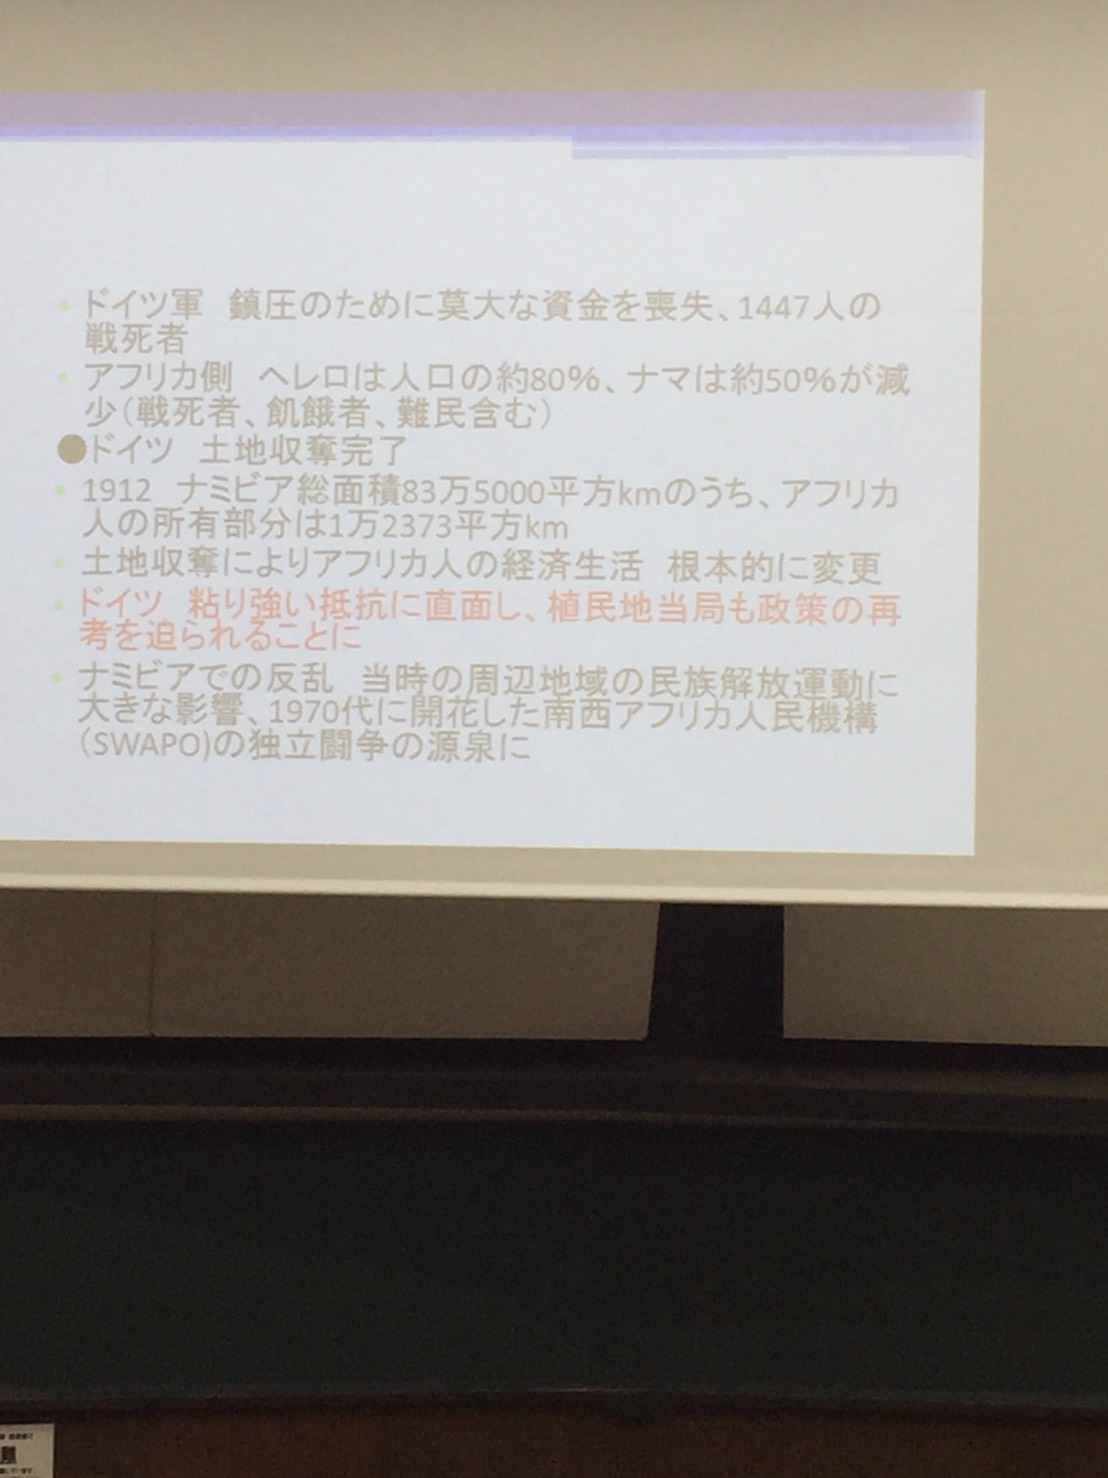 ・ドイツ軍　鎮圧のために莫大な資金を喪失、1447人の
戦死者
・アフリカ側　ヘレロは人口の約80%、ナマは約50%が減
少(戦死者、飢餓者、難民含む)
●ドイツ　土地収奪完了
・1912　ナミビア総面積83万5000平方kmのうち、アフリカ
人の所有部分は1万2373平方km
・土地収奪によりアフリカ人の経済生活　根本的に変更
・ドイツ　粘り強い抵抗に直面し、植民地当局も政策の再
考を迫られることに
・ナミビアでの反乱　当時の周辺地域の民族解放運動に
大きな影響、1970代に開花した南西アフリカ人民機構
(SWAPO)の独立闘争の源泉に